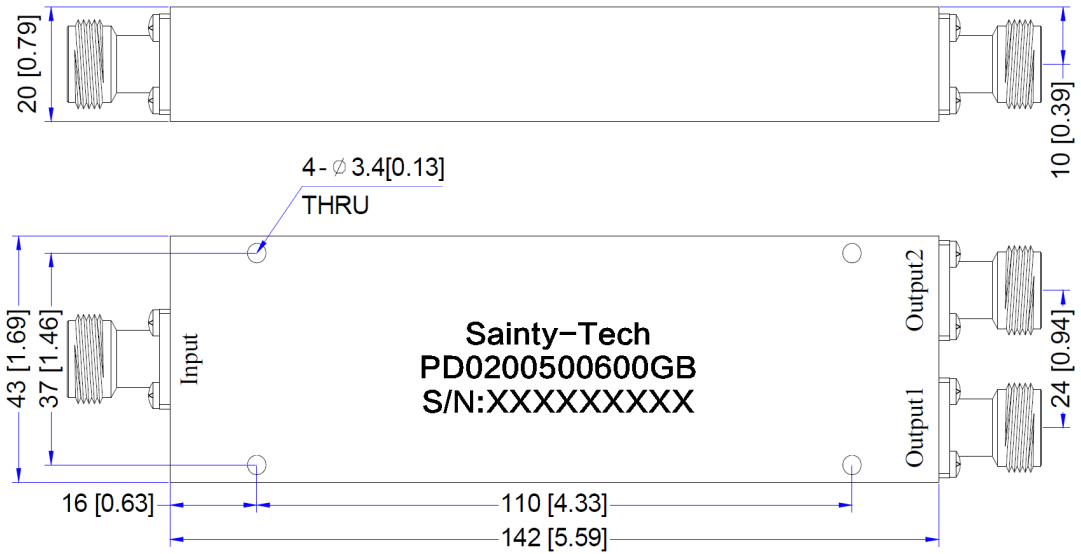 20 [0.79]
10 [0.39]
4-∅3.4[0.13]
THRU
43 [1.69]
37 [1.46]
Input
Sainty-Tech
PD0200500600GB
S/N:XXXXXXXXX
Output2
Output1
24 [0.94]
16 [0.63]
110 [4.33]
142 [5.59]